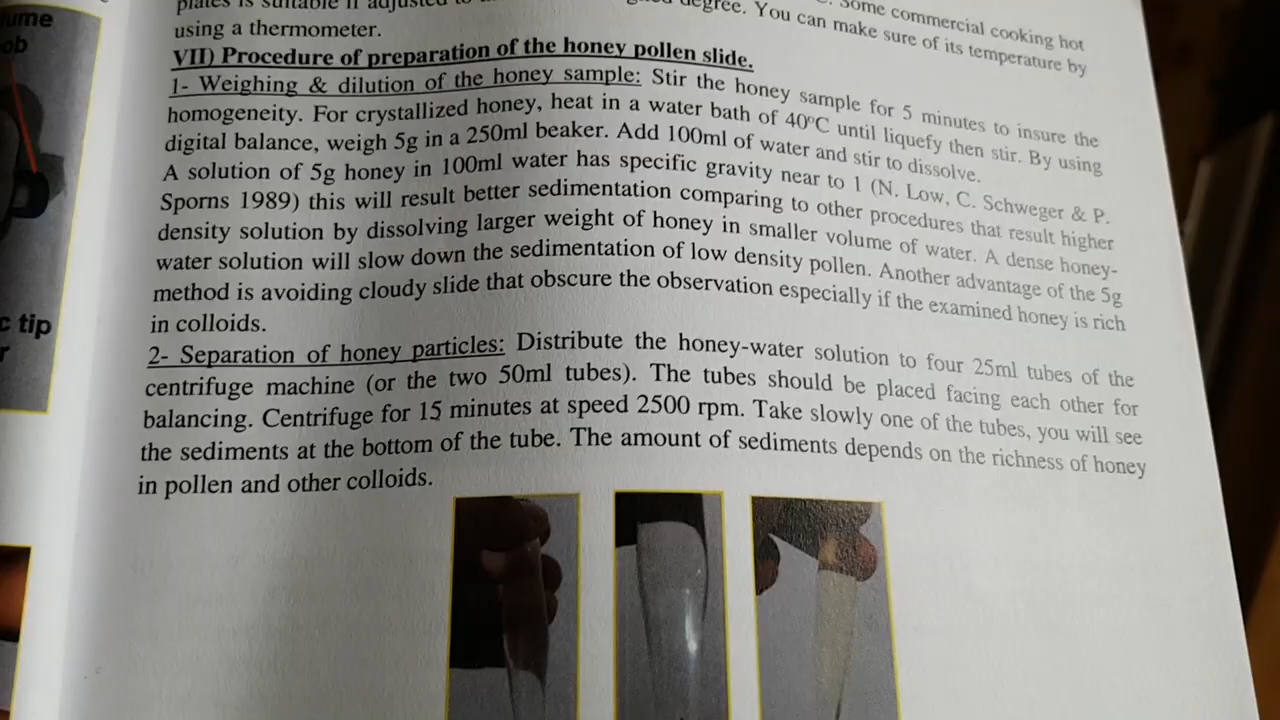 ume
ob
c tip
r
plates is suitable if adjusted to
degree. You can make sure of its temperature by
Some commercial cooking hot
using a thermometer.
VII) Procedure of preparation of the honey pollen slide.
1- Weighing & dilution of the honey sample: Stir the honey sample for 5 minutes to insure the
homogeneity. For crystallized honey, heat in a water bath of 40ºC until liquefy then stir. By using
digital balance, weigh 5g in a 250ml beaker. Add 100ml of water and stir to dissolve.
A solution of 5g honey in 100ml water has specific gravity near to 1 (N. Low, C. Schweger & P.
Sporns 1989) this will result better sedimentation comparing to other procedures that result higher
density solution by dissolving larger weight of honey in smaller volume of water. A dense honey-
water solution will slow down the sedimentation of low density pollen. Another advantage of the 5g
method is avoiding cloudy slide that obscure the observation especially if the examined honey is rich
in colloids.
2- Separation of honey particles: Distribute the honey-water solution to four 25ml tubes of the
centrifuge machine (or the two 50ml tubes). The tubes should be placed facing each other for
balancing. Centrifuge for 15 minutes at speed 2500 rpm. Take slowly one of the tubes, you will see
the sediments at the bottom of the tube. The amount of sediments depends on the richness of honey
in pollen and other colloids.